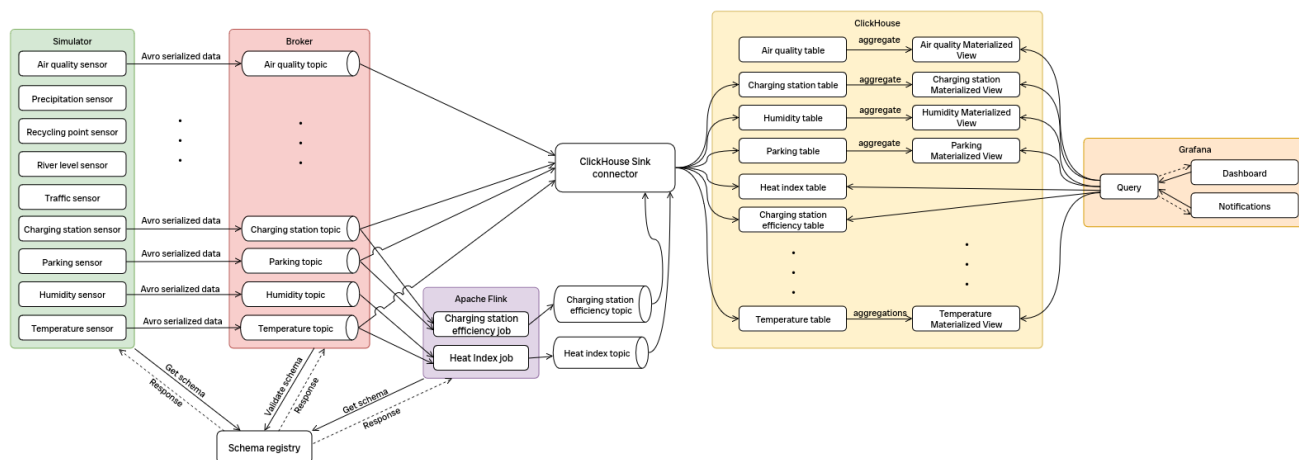 Simulator
Air quality sensor
Precipitation sensor
Recycling point sensor
River level sensor
Traffic sensor
Charging station sensor
Parking sensor
Humidity sensor
Temperature sensor
Avro serialized data
Avro serialized data
Avro serialized data
Avro serialized data
Avro serialized data
Broker
Air quality topic
Charging station topic
Parking topic
Humidity topic
Temperature topic
Get schema
Response
Validate schema
Response
Get schema
Response
Schema registry
Apache Flink
Charging station
efficiency job
Heat Index job
Charging station
efficiency topic
Heat index topic
ClickHouse Sink
connector
ClickHouse
Air quality table
aggregate
Air quality Materialized
View
Charging station table
aggregate
Charging station
Materialized View
Humidity table
aggregate
Humidity Materialized
View
Parking table
aggregate
Parking
Materialized View
Heat index table
Charging station
efficiency table
Temperature table
aggregations
Temperature
Materialized View
Grafana
Query
Dashboard
Notifications